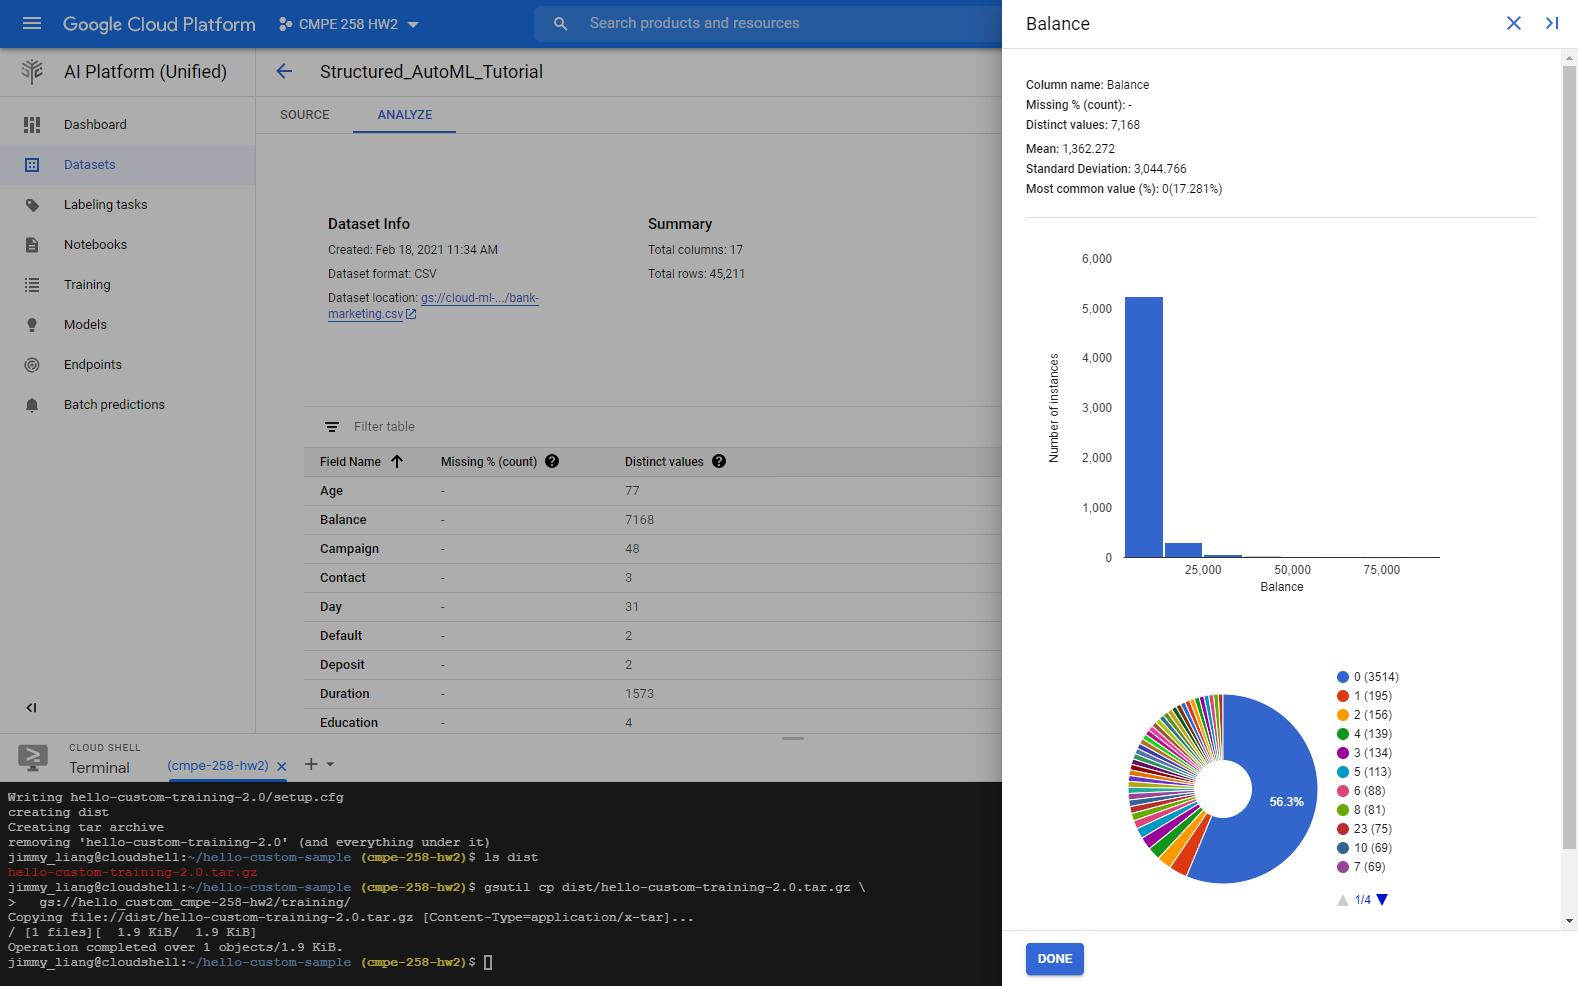 Google Cloud Platform
CMPE 258 HW2
Search products and resources
AI Platform (Unified)
Dashboard
Datasets
Labeling tasks
Notebooks
Training
Models
Endpoints
Batch predictions
Structured_AutoML_Tutorial
SOURCE
ANALYZE
Dataset Info
Created: Feb 18, 2021 11:34 AM
Dataset format: CSV
Dataset location: gs://cloud-ml-.../bank-
marketing.csv
Summary
Total columns: 17
Total rows: 45,211
Filter table
Field Name Missing % (count) Distinct values
Age - 77
Balance - 7168
Campaign - 48
Contact - 3
Day - 31
Default - 2
Deposit - 2
Duration - 1573
Education - 4
CLOUD SHELL
Terminal
(cmpe-258-hw2)
Writing hello-custom-training-2.0/setup.cfg
creating dist
Creating tar archive
removing 'hello-custom-training-2.0' (and everything under it)
jimmy_liang@cloudshell:~/hello-custom-sample (cmpe-258-hw2)$ ls dist
hello-custom-training-2.0.tar.gz
jimmy_liang@cloudshell:~/hello-custom-sample (cmpe-258-hw2)$ gsutil cp dist/hello-custom-training-2.0.tar.gz \
>   gs://hello_custom_cmpe-258-hw2/training/
Copying file://dist/hello-custom-training-2.0.tar.gz [Content-Type=application/x-tar]...
/ [1 files][  1.9 KiB/  1.9 KiB]
Operation completed over 1 objects/1.9 KiB.
jimmy_liang@cloudshell:~/hello-custom-sample (cmpe-258-hw2)$
Balance
Column name: Balance
Missing % (count): -
Distinct values: 7,168
Mean: 1,362.272
Standard Deviation: 3,044.766
Most common value (%): 0(17.281%)
Number of instances
6,000
5,000
4,000
3,000
2,000
1,000
0
25,000 50,000 75,000
Balance
56.3%
0 (3514)
1 (195)
2 (156)
4 (139)
3 (134)
5 (113)
6 (88)
8 (81)
23 (75)
10 (69)
7 (69)
1/4
DONE